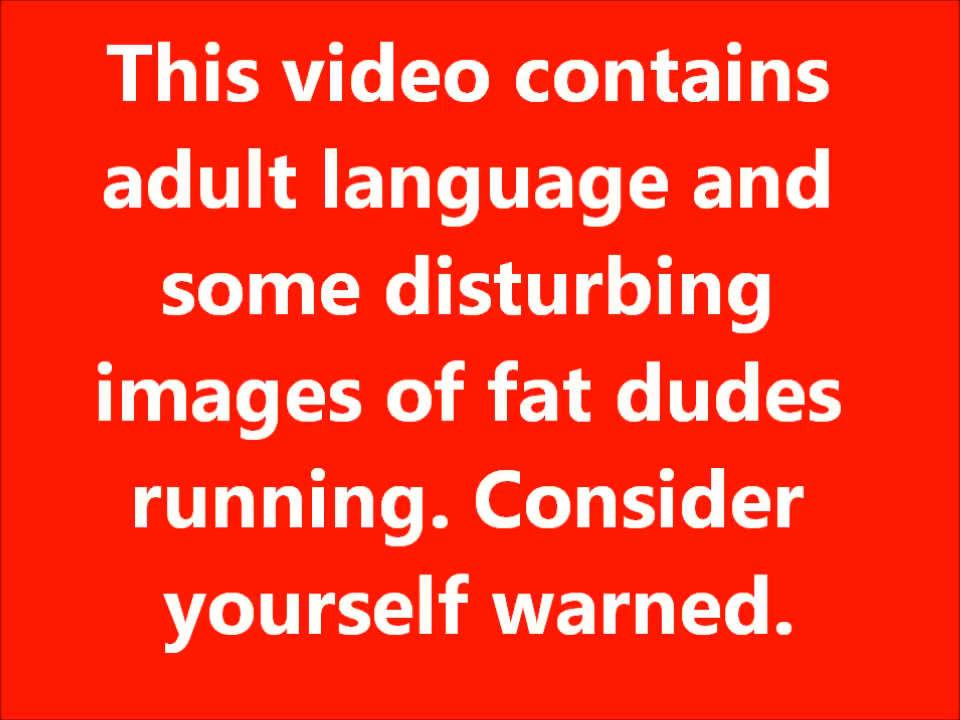 This video contains
adult language and
some disturbing
images of fat dudes
running. Consider
yourself warned.